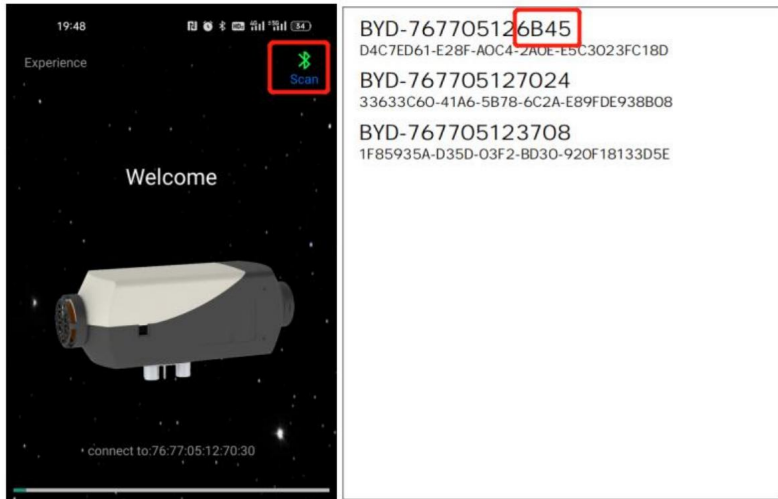 19:48
34
Experience
Scan
Welcome
connect to:76:77:05:12:70:30
BYD-767705126B45
D4C7ED61-E28F-AOC4-2A0E-E5C3023FC18D
BYD-767705127024
33633C60-41A6-5B78-6C2A-E89FDE938B08
BYD-767705123708
1F85935A-D35D-03F2-BD30-920F18133D5E